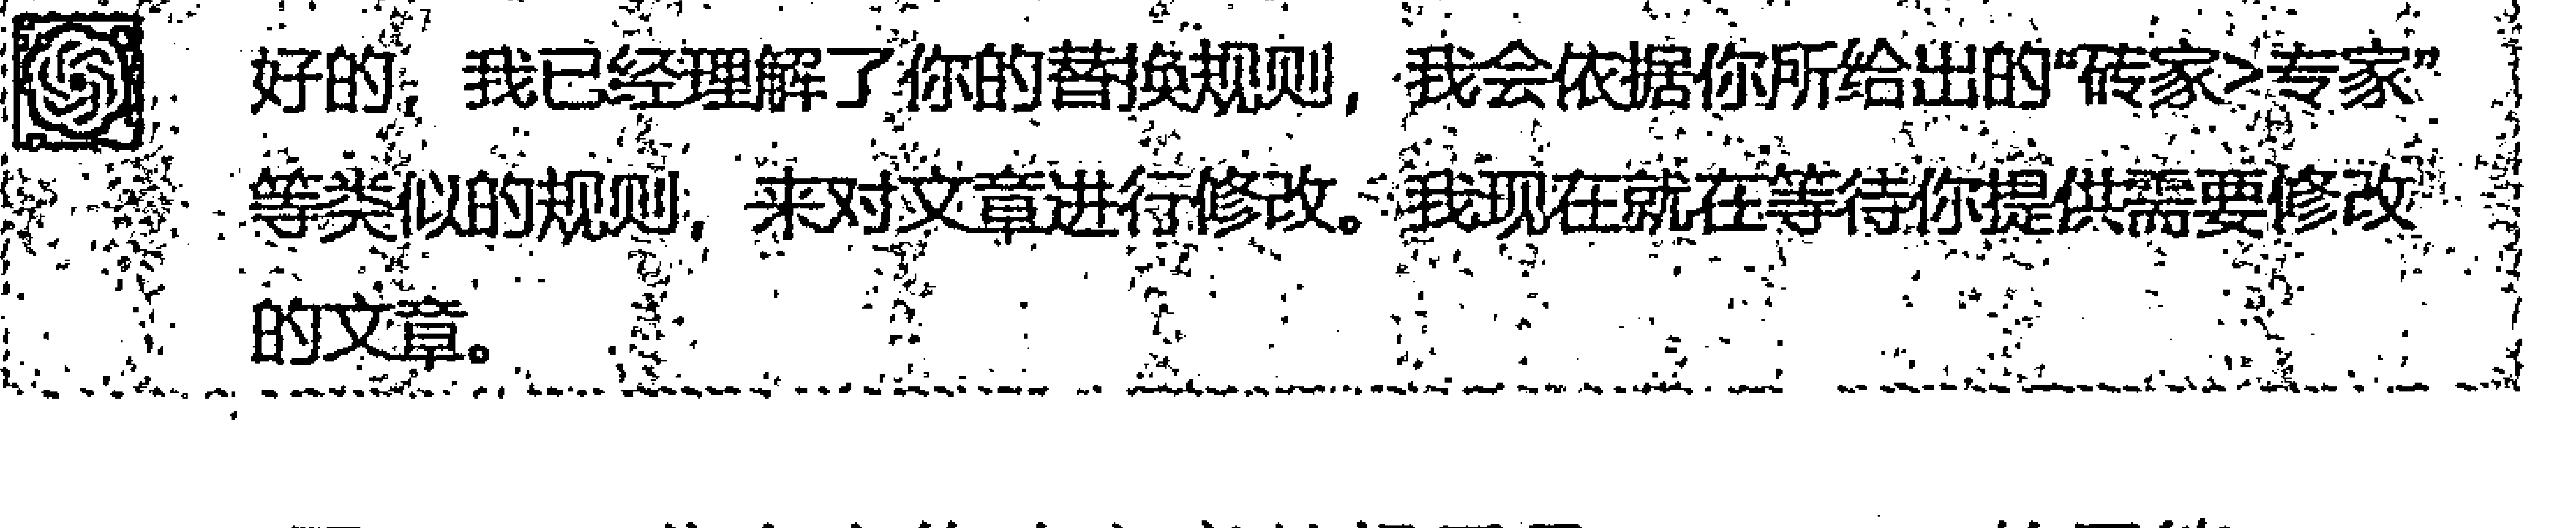 好的，我已经理解了你的替换规则，我会依据你所给出的“砖家>专家”
等类似的规则，来对文章进行修改。我现在就在等待你提供需要修改
的文章。